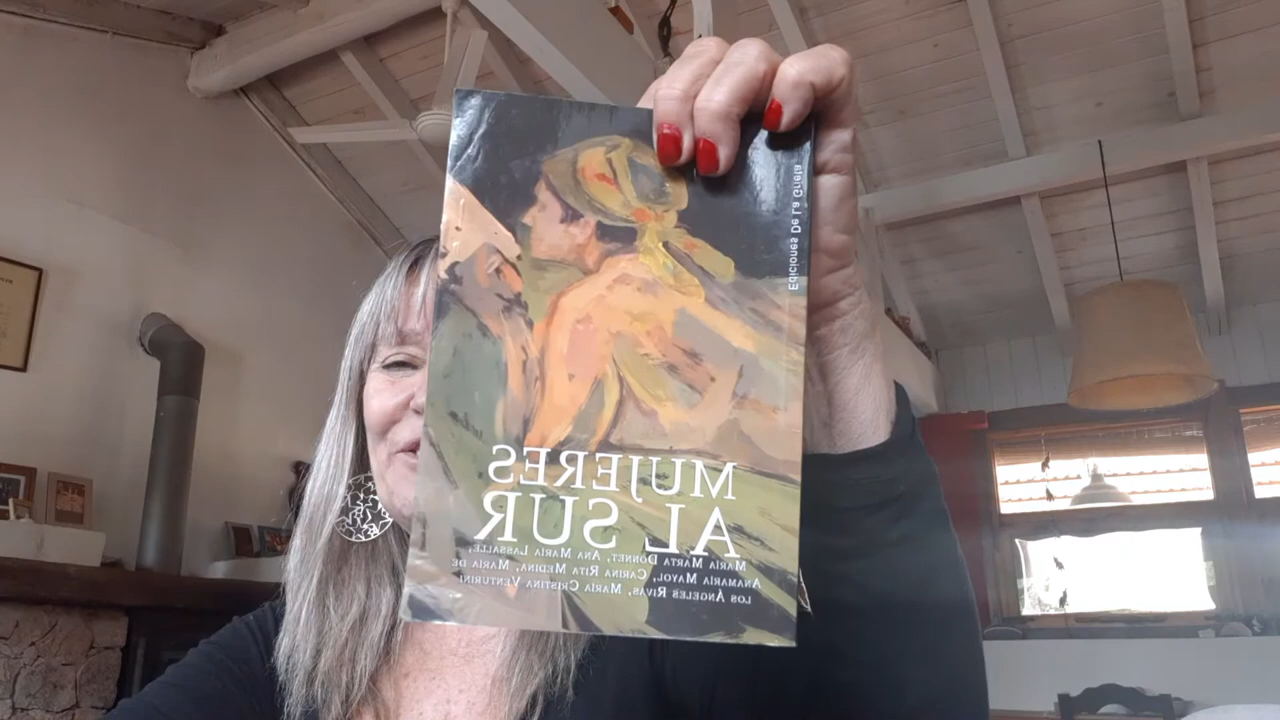 Ediciones De La Grieta
MUJERES
AL SUR
María Marta Donnet, Ana María Lassalle,
Anamaría Mayol, Carina Rita Medina, María de
los Ángeles Rivas, María Cristina Venturini